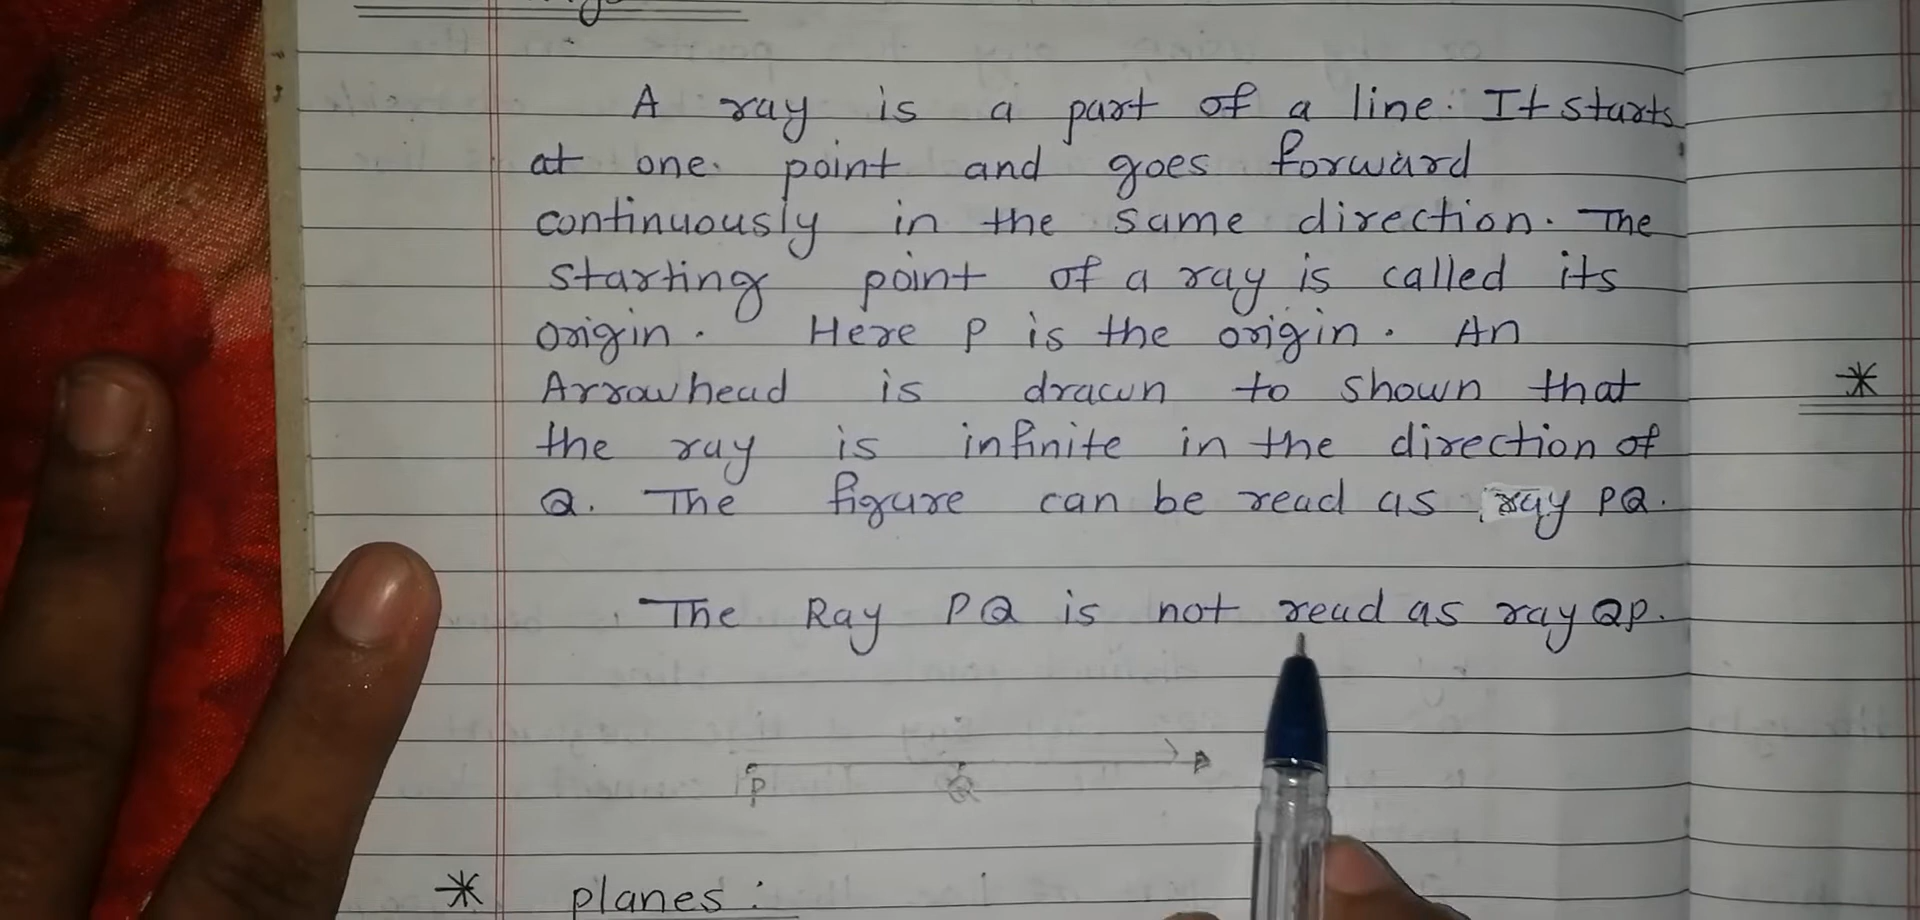 A ray is a part of a line. It starts
at one point and goes forward
continuously in the same direction. The
starting point of a ray is called its
origin. Here P is the origin. An
Arrowhead is drawn to shown that
the ray is infinite in the direction of
Q. The figure can be read as ray PQ.
The Ray PQ is not read as ray QP.
P Q
* planes:
*